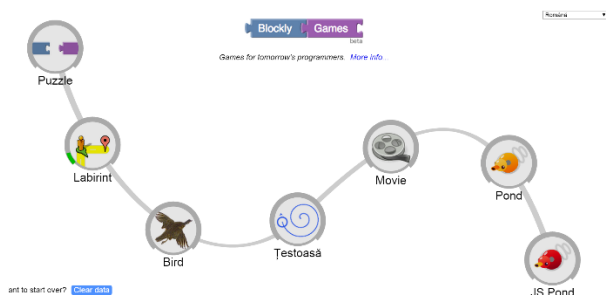 Română
Blockly Games
beta
Games for tomorrow's programmers. More info...
Puzzle
Labirint
Bird
Țestoasă
Movie
Pond
JS Pond
ant to start over? Clear data